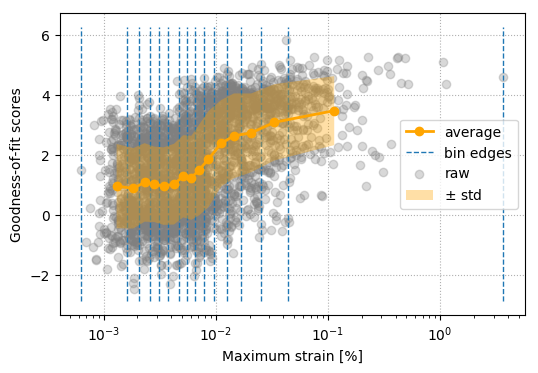 6
4
2
0
−2
Goodness-of-fit scores
average
bin edges
raw
± std
10⁻³
10⁻²
10⁻¹
10⁰
Maximum strain [%]